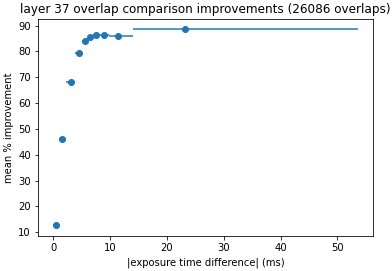 layer 37 overlap comparison improvements (26086 overlaps)
mean % improvement
90
80
70
60
50
40
30
20
10
0 10 20 30 40 50
|exposure time difference| (ms)